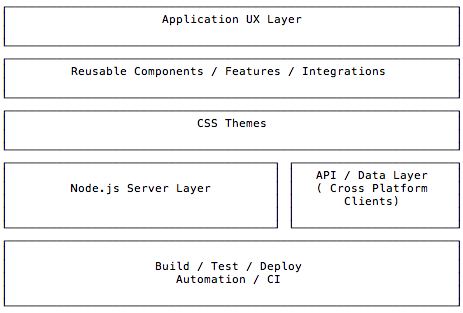 Application UX Layer
Reusable Components / Features / Integrations
CSS Themes
Node.js Server Layer
API / Data Layer
( Cross Platform
Clients)
Build / Test / Deploy
Automation / CI